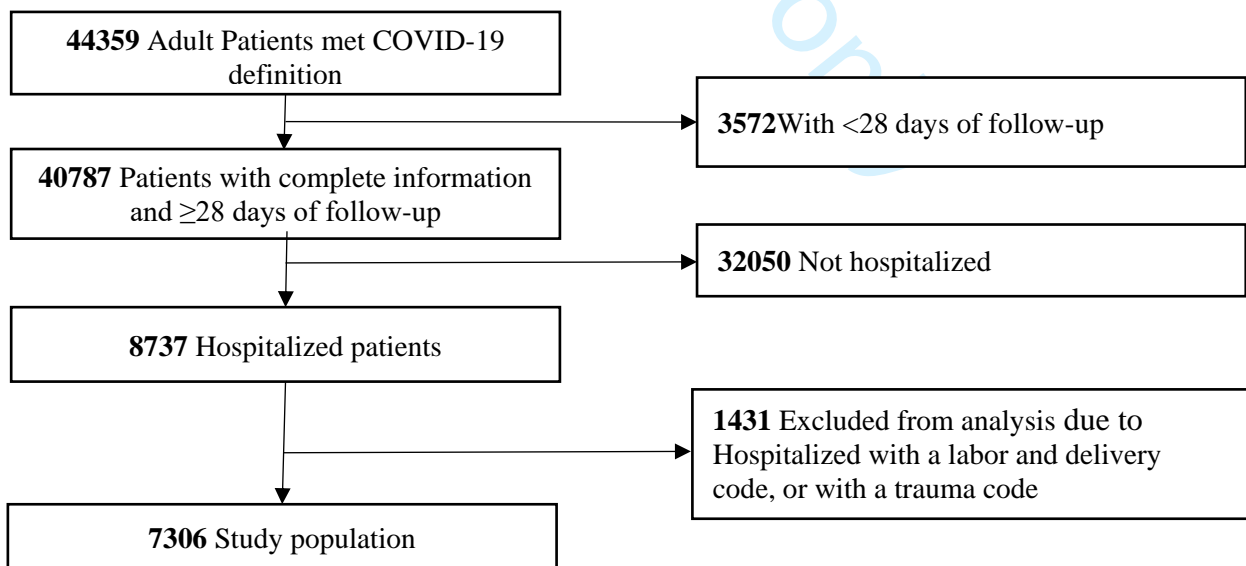 44359 Adult Patients met COVID-19
definition
3572With <28 days of follow-up
40787 Patients with complete information
and ≥28 days of follow-up
32050 Not hospitalized
8737 Hospitalized patients
1431 Excluded from analysis due to
Hospitalized with a labor and delivery
code, or with a trauma code
7306 Study population